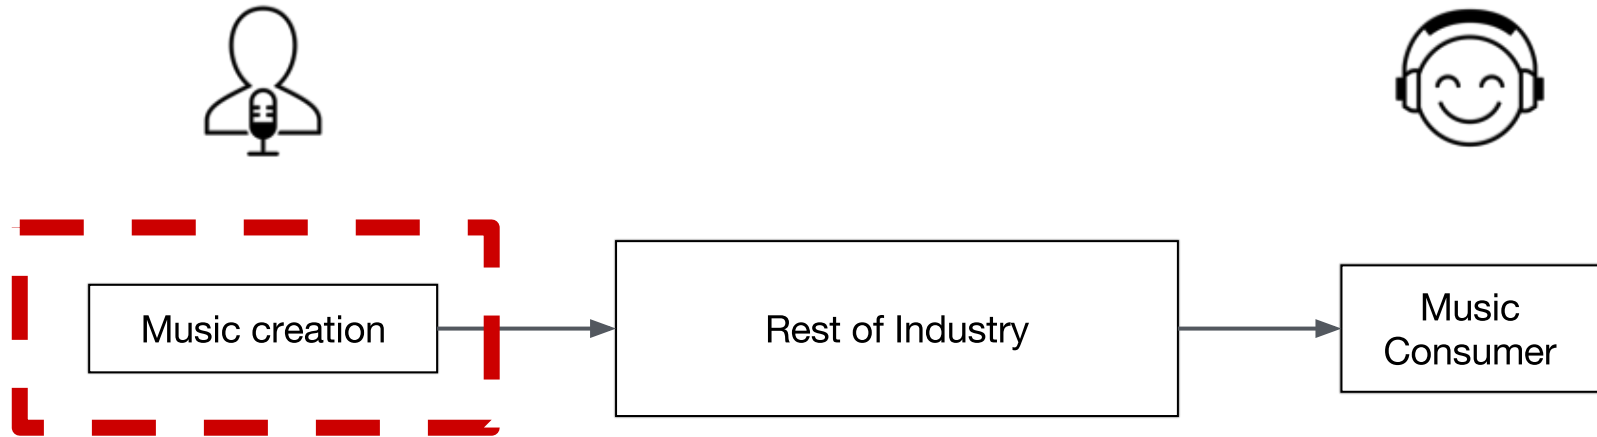 Music creation
Rest of Industry
Music
Consumer